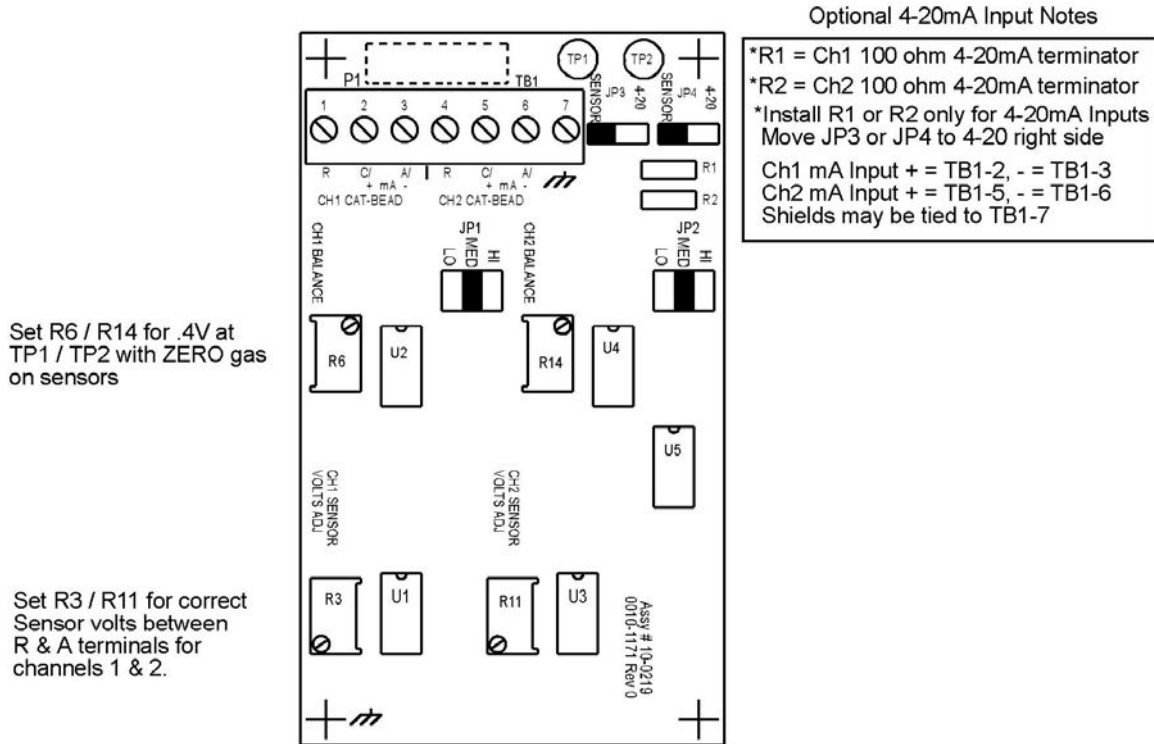 Optional 4-20mA Input Notes
*R1 = Ch1 100 ohm 4-20mA terminator
*R2 = Ch2 100 ohm 4-20mA terminator
*Install R1 or R2 only for 4-20mA Inputs
Move JP3 or JP4 to 4-20 right side
Ch1 mA Input + = TB1-2, - = TB1-3
Ch2 mA Input + = TB1-5, - = TB1-6
Shields may be tied to TB1-7
TP1 TP2
P1 TB1
SENSOR JP3 4-20 SENSOR JP4 4-20
1 2 3 4 5 6 7
R C/ A/ R C/ A/
+ mA - + mA -
CH1 CAT-BEAD CH2 CAT-BEAD
R1
R2
CH1 BALANCE
JP1
LO MED HI
CH2 BALANCE
JP2
LO MED HI
Set R6 / R14 for .4V at
TP1 / TP2 with ZERO gas
on sensors
R6 U2 R14 U4
U5
CH1 SENSOR
VOLTS ADJ
CH2 SENSOR
VOLTS ADJ
Set R3 / R11 for correct
Sensor volts between
R & A terminals for
channels 1 & 2.
R3 U1 R11 U3
Assy # 10-0219
0010-1171 Rev 0